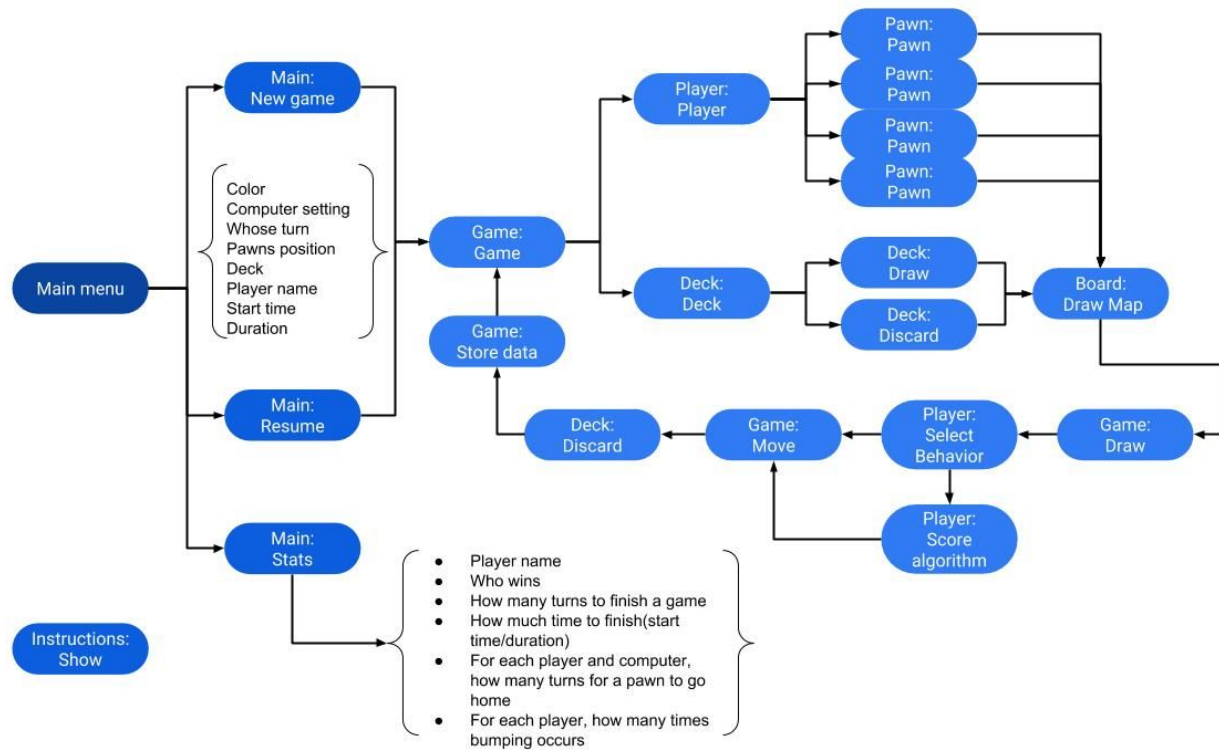 Main menu
Main:
New game
Color
Computer setting
Whose turn
Pawns position
Deck
Player name
Start time
Duration
Main:
Resume
Main:
Stats
Instructions:
Show
Game:
Game
Game:
Store data
Player:
Player
Deck:
Deck
Pawn:
Pawn
Pawn:
Pawn
Pawn:
Pawn
Pawn:
Pawn
Deck:
Draw
Deck:
Discard
Board:
Draw Map
Game:
Draw
Player:
Select
Behavior
Player:
Score
algorithm
Game:
Move
Deck:
Discard
● Player name
● Who wins
● How many turns to finish a game
● How much time to finish(start
time/duration)
● For each player and computer,
how many turns for a pawn to go
home
● For each player, how many times
bumping occurs